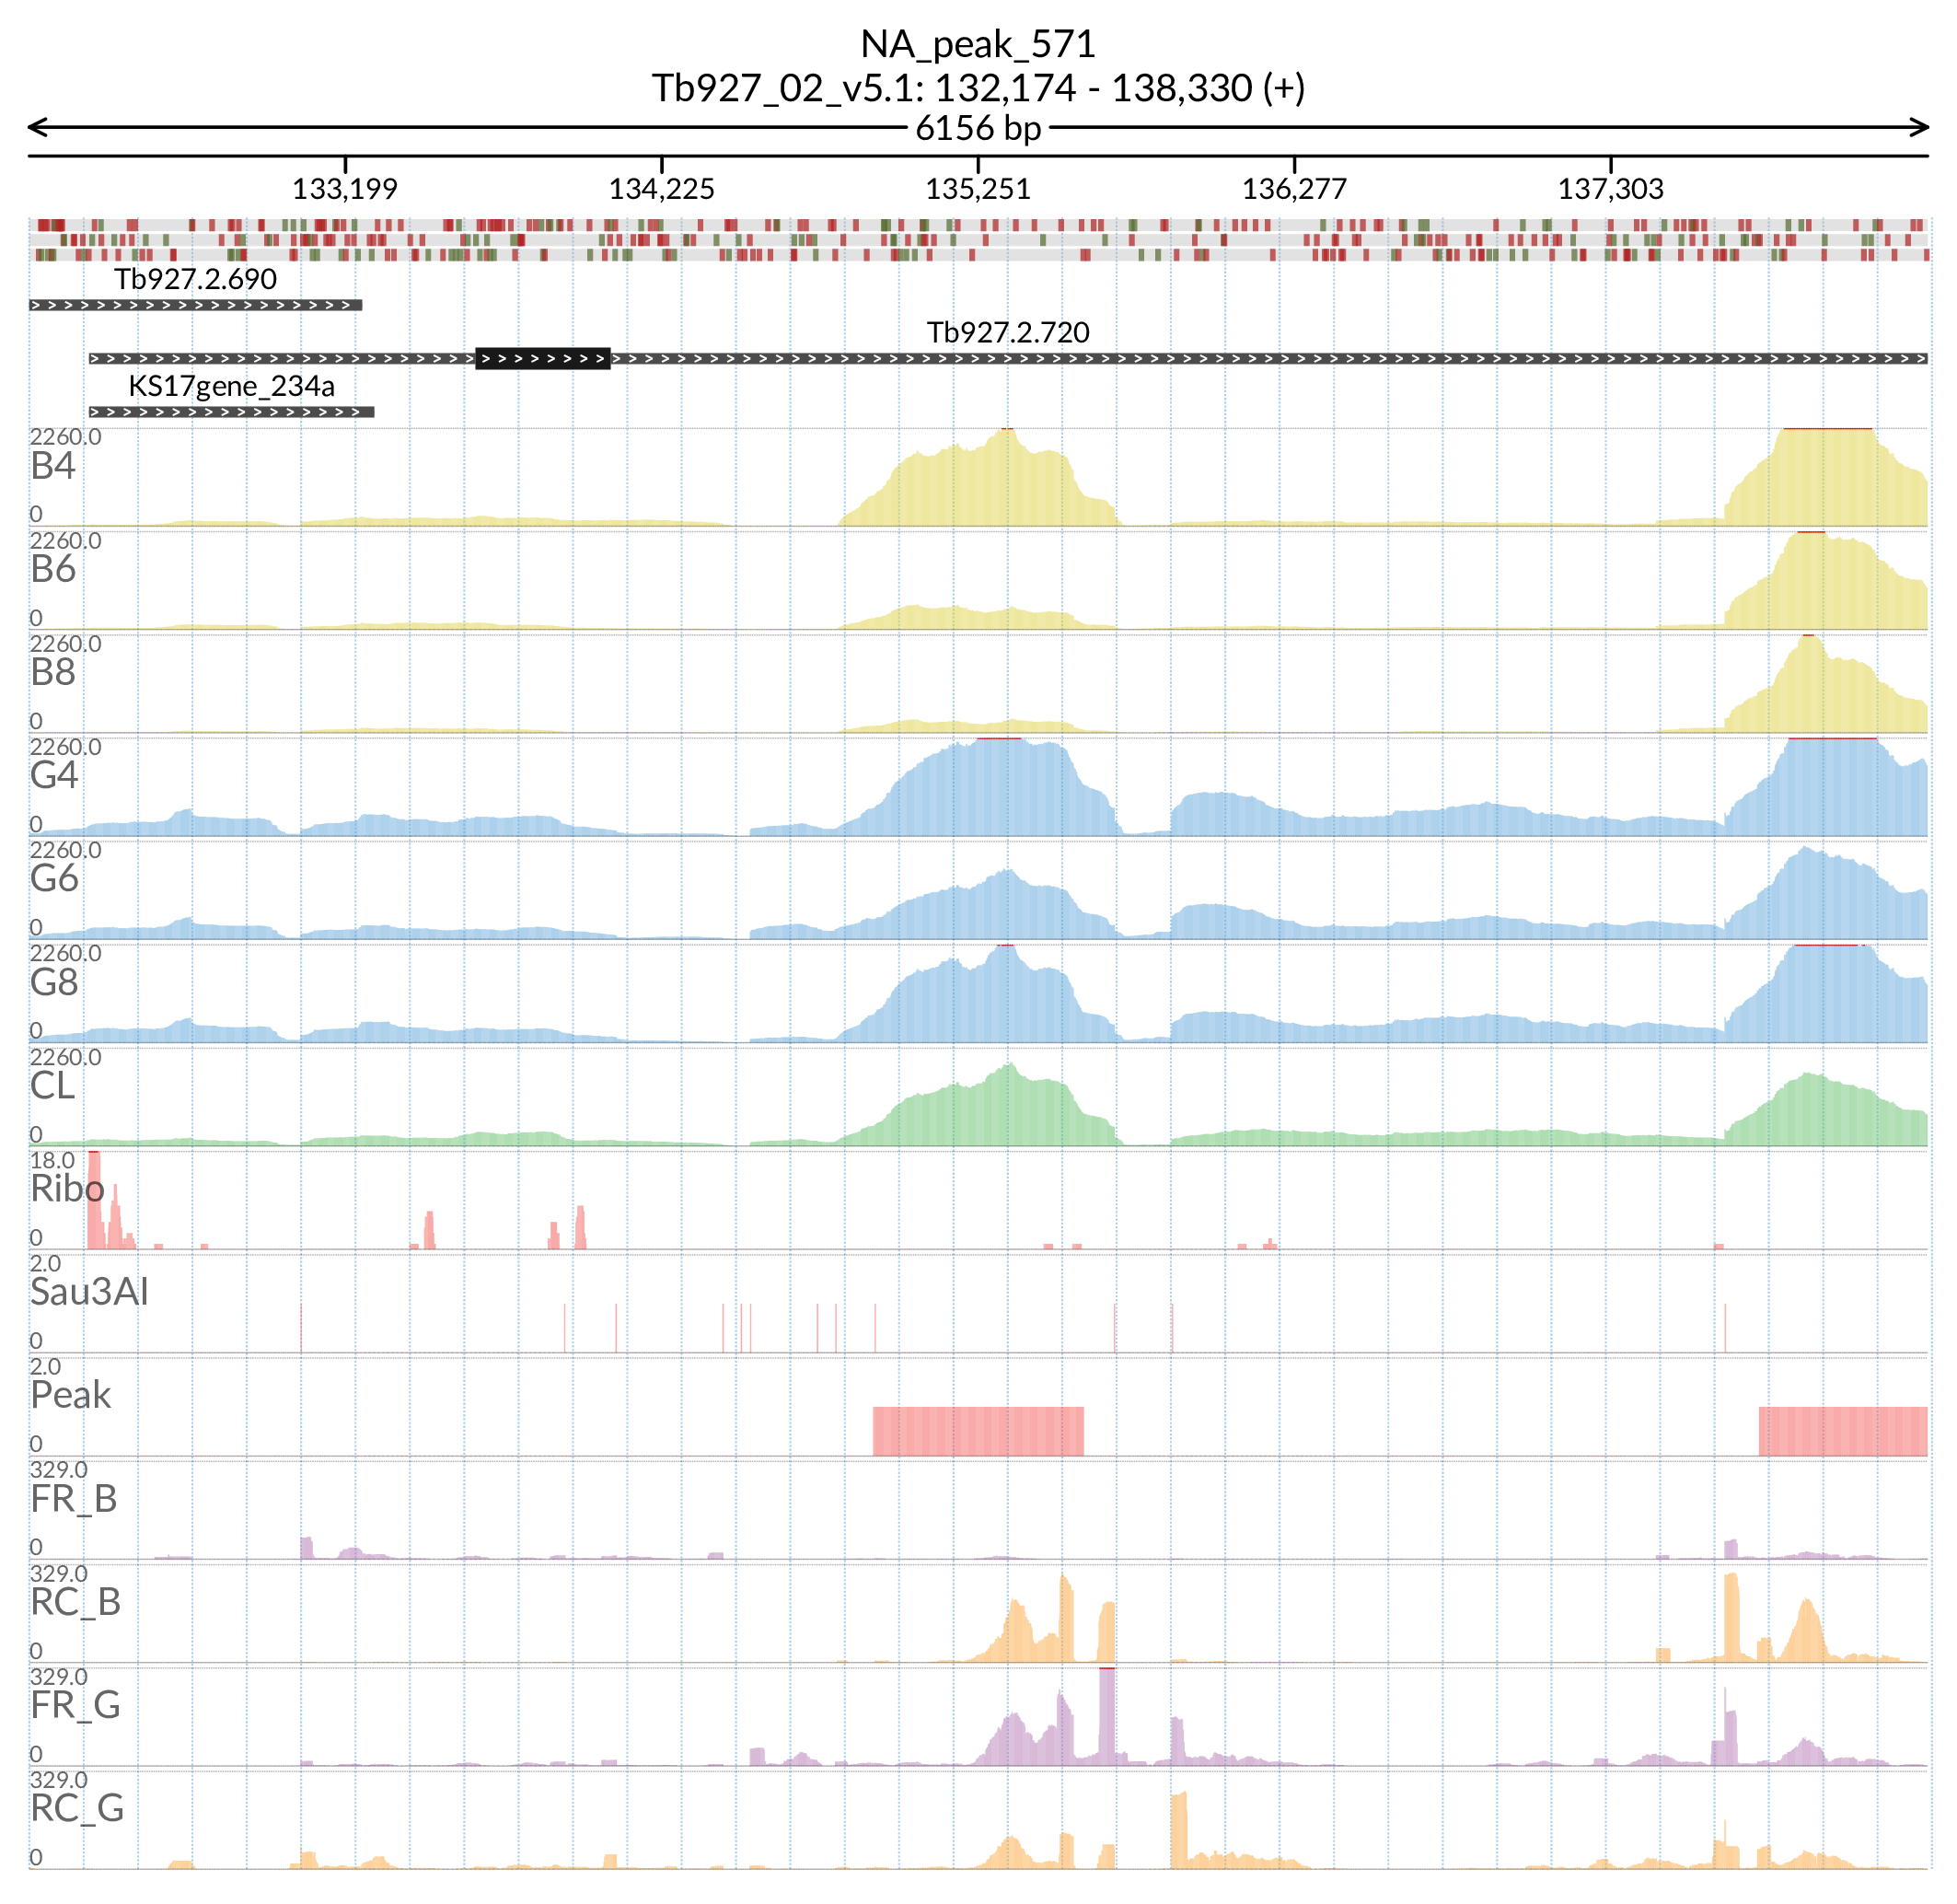 NA_peak_571
Tb927_02_v5.1: 132,174 - 138,330 (+)
6156 bp
133,199 134,225 135,251 136,277 137,303
Tb927.2.690
Tb927.2.720
KS17gene_234a
2260.0
B4
0
2260.0
B6
0
2260.0
B8
0
2260.0
G4
0
2260.0
G6
0
2260.0
G8
0
2260.0
CL
0
18.0
Ribo
0
2.0
Sau3AI
0
2.0
Peak
0
329.0
FR_B
0
329.0
RC_B
0
329.0
FR_G
0
329.0
RC_G
0